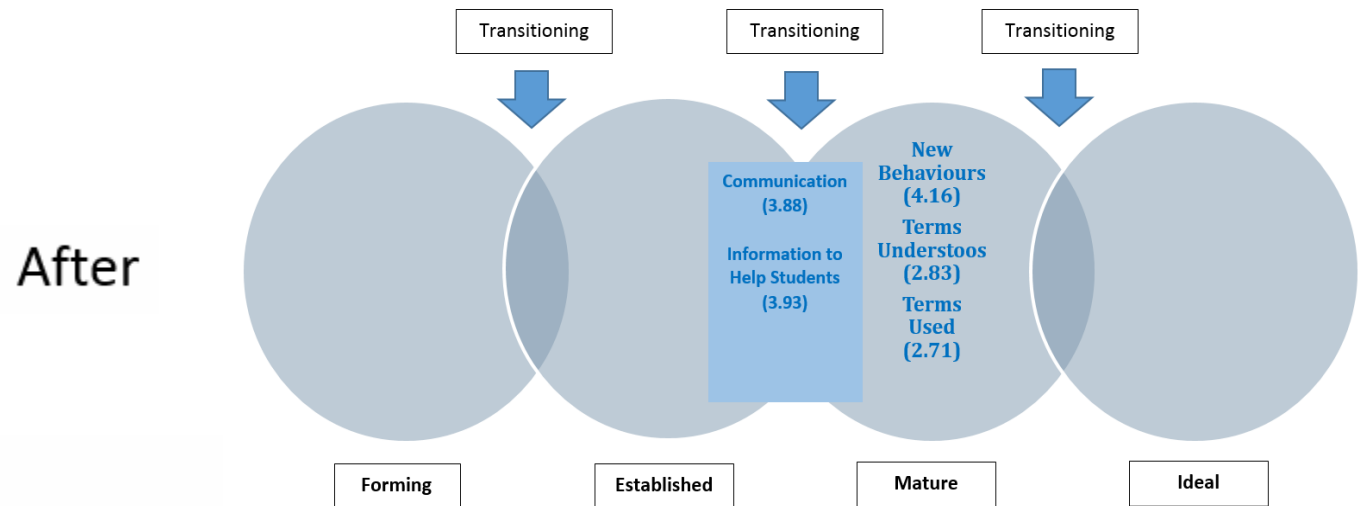 Transitioning
Transitioning
Transitioning
After
Communication
(3.88)
Information to
Help Students
(3.93)
New
Behaviours
(4.16)
Terms
Understoos
(2.83)
Terms
Used
(2.71)
Forming
Established
Mature
Ideal